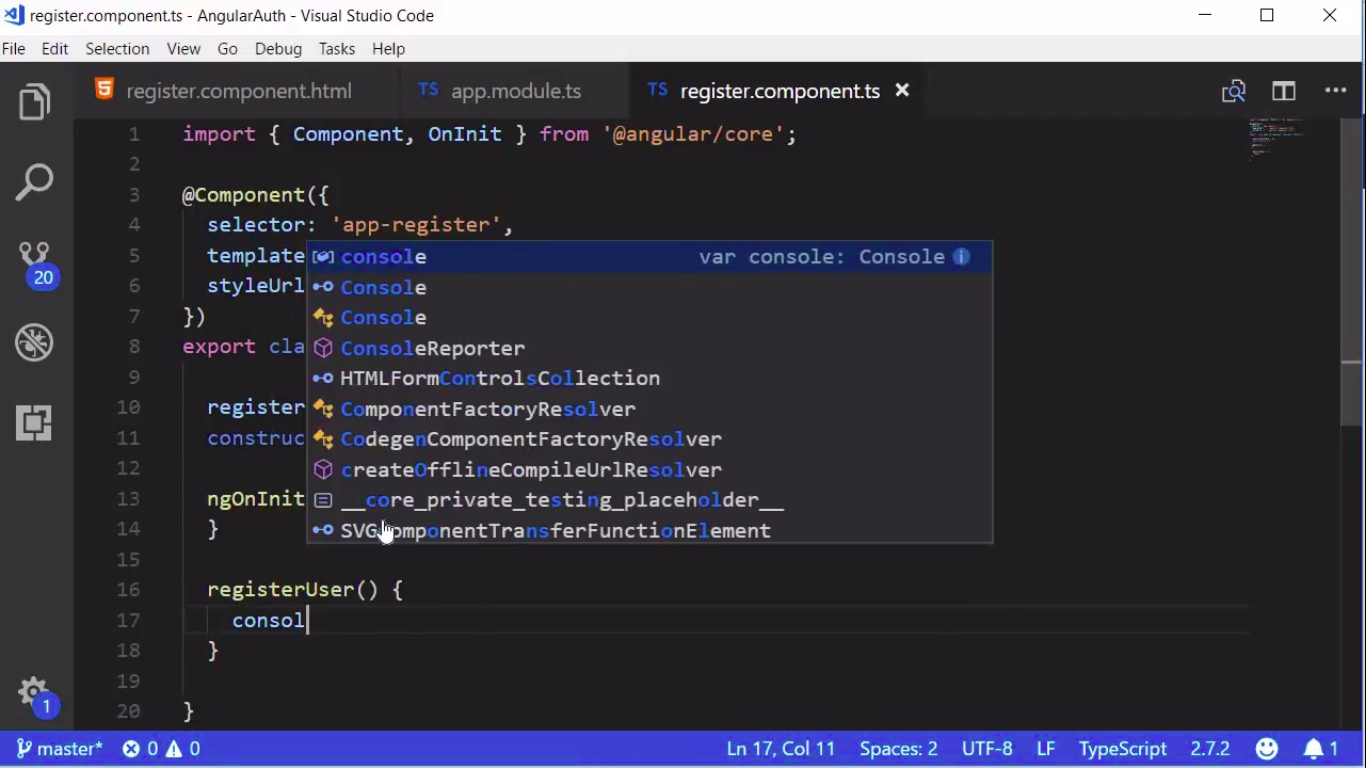 register.component.ts - AngularAuth - Visual Studio Code
File Edit Selection View Go Debug Tasks Help
register.component.html TS app.module.ts TS register.component.ts
1 import { Component, OnInit } from '@angular/core';
2
3 @Component({
4 selector: 'app-register',
5 template
6 styleUrl
7 })
8 export cla
9
10 register
11 construc
12
13 ngOnInit
14 }
15
16 registerUser() {
17 consol
18 }
19
20 }
console var console: Console
Console
Console
ConsoleReporter
HTMLFormControlsCollection
ComponentFactoryResolver
CodegenComponentFactoryResolver
createOfflineCompileUrlResolver
__core_private_testing_placeholder__
SVGComponentTransferFunctionElement
20
1
master* 0 0 Ln 17, Col 11 Spaces: 2 UTF-8 LF TypeScript 2.7.2 1